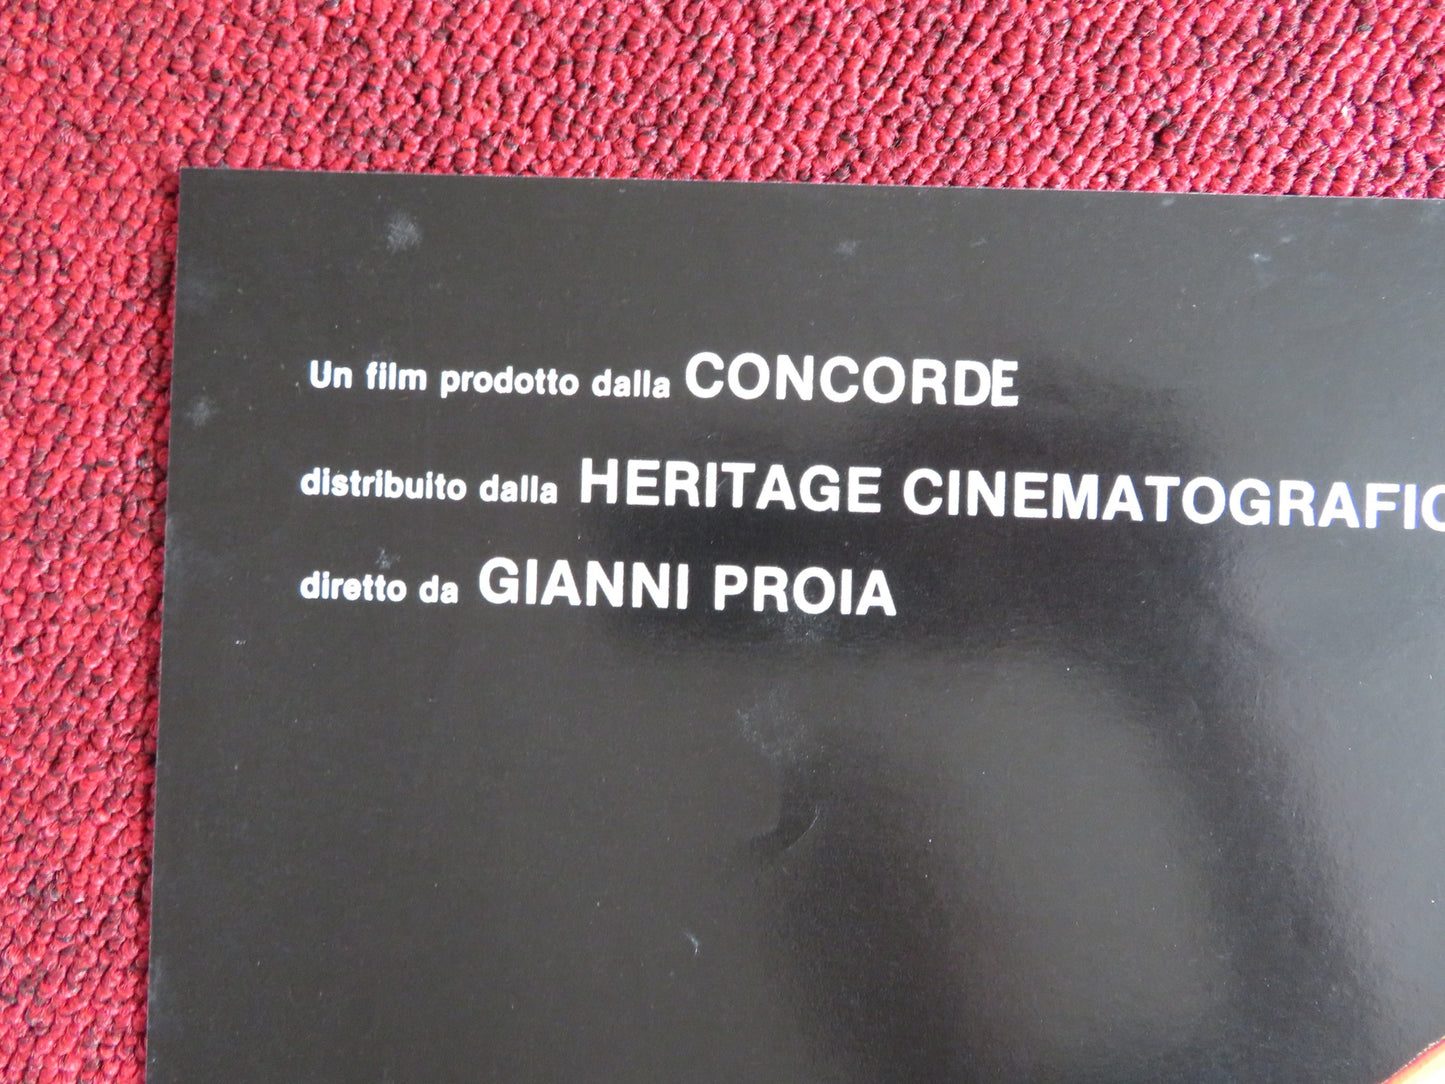 Un film prodotto dalla CONCORDE
distribuito dalla HERITAGE CINEMATOGRAFIC
diretto da GIANNI PROIA